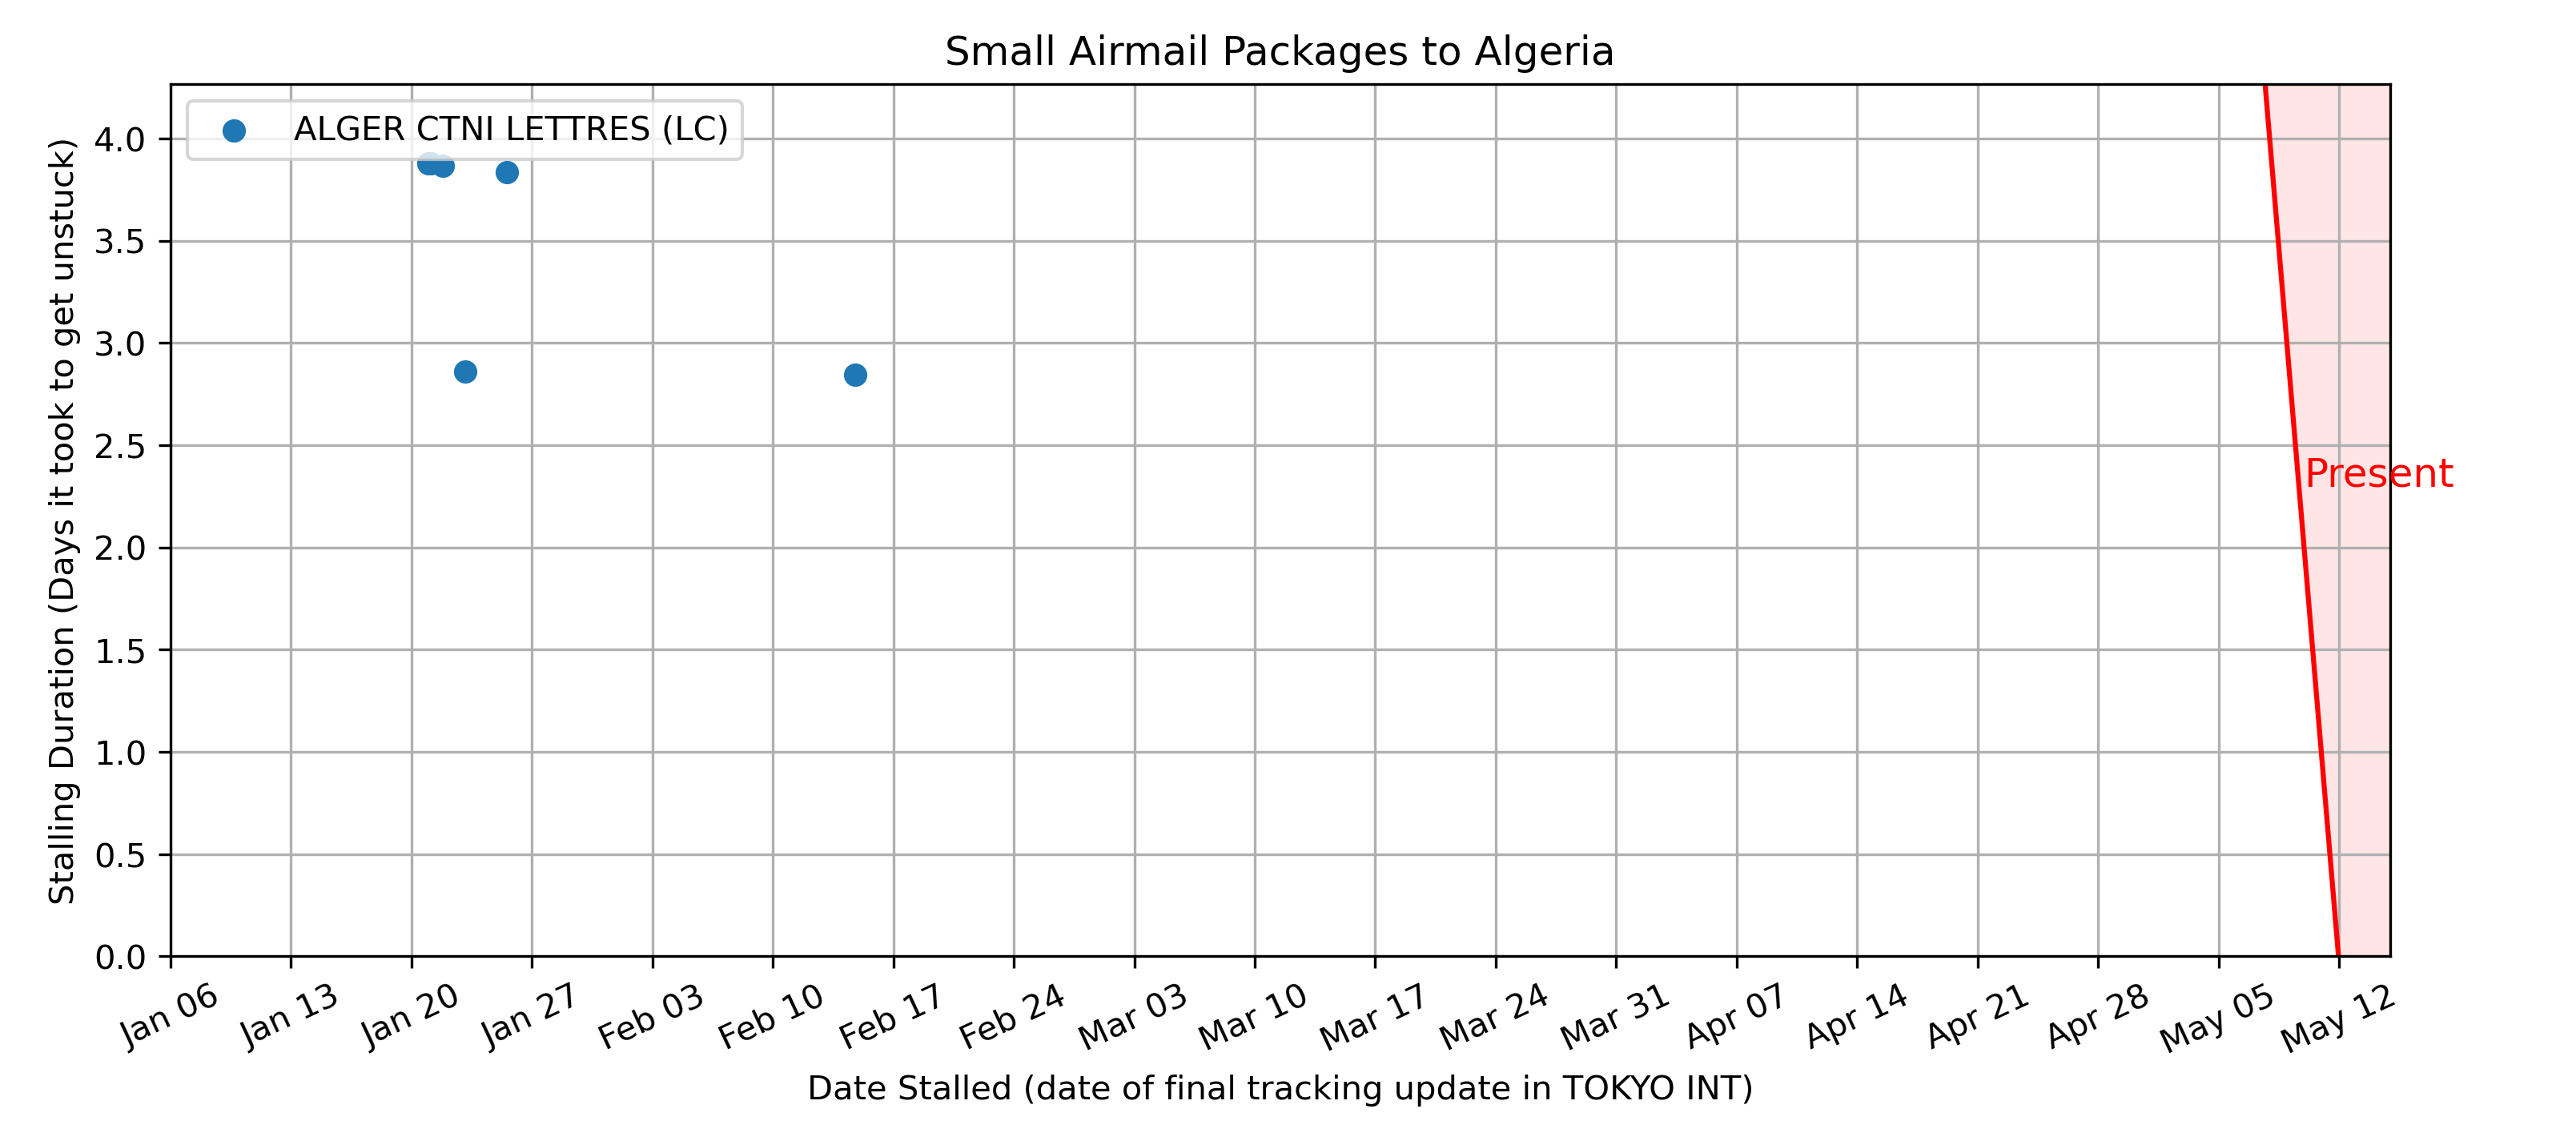 Small Airmail Packages to Algeria
ALGER CTNI LETTRES (LC)
Stalling Duration (Days it took to get unstuck)
4.0
3.5
3.0
2.5
2.0
1.5
1.0
0.5
0.0
Present
Jan 06 Jan 13 Jan 20 Jan 27 Feb 03 Feb 10 Feb 17 Feb 24 Mar 03 Mar 10 Mar 17 Mar 24 Mar 31 Apr 07 Apr 14 Apr 21 Apr 28 May 05 May 12
Date Stalled (date of final tracking update in TOKYO INT)